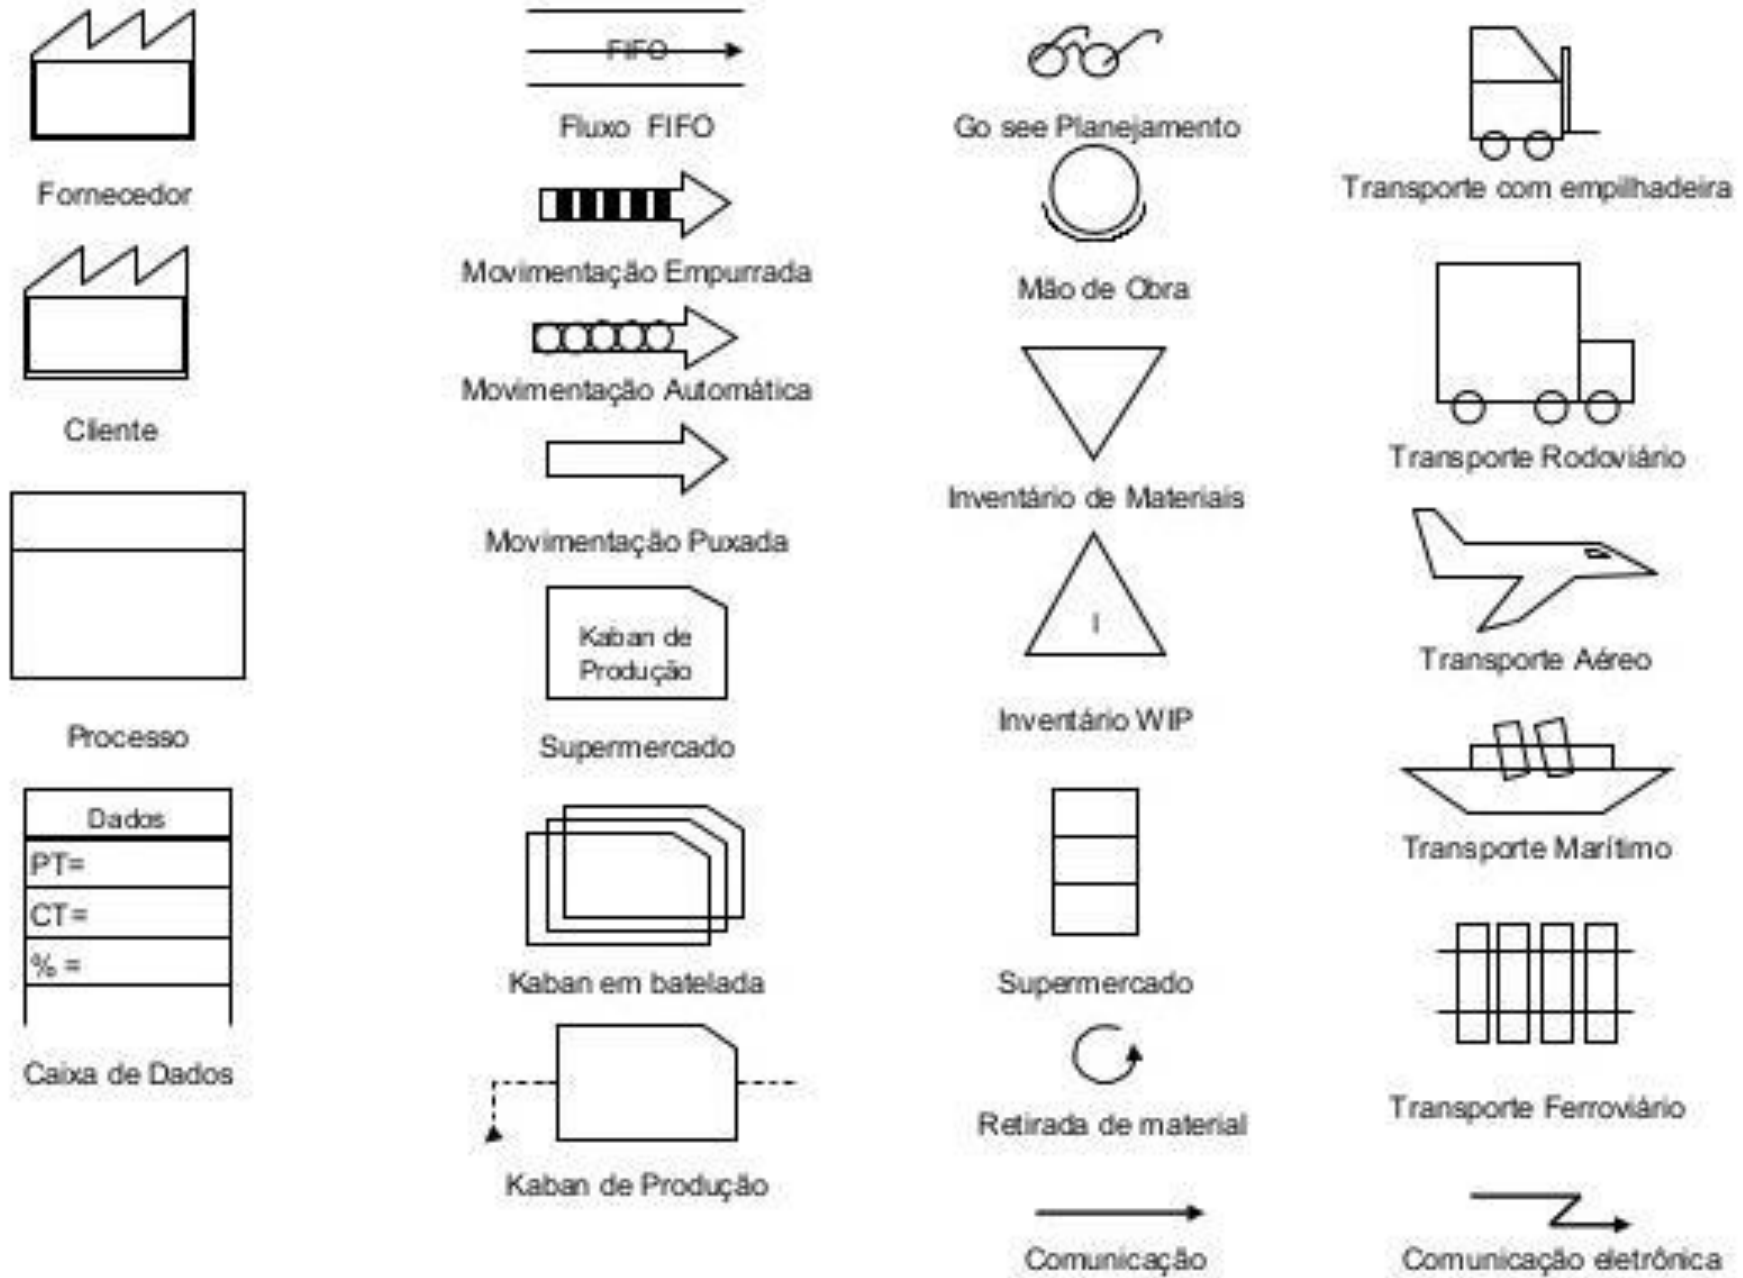 Fornecedor
Cliente
Processo
Dados
PT=
CT=
% =
Caixa de Dados
FIFO
Fluxo FIFO
Movimentação Empurrada
Movimentação Automática
Movimentação Puxada
Kaban de
Produção
Supermercado
Kaban em batelada
Kaban de Produção
Go see Planejamento
Mão de Obra
Inventário de Materiais
I
Inventário WIP
Supermercado
Retirada de material
Comunicação
Transporte com empilhadeira
Transporte Rodoviário
Transporte Aéreo
Transporte Marítimo
Transporte Ferroviário
Comunicação eletrônica